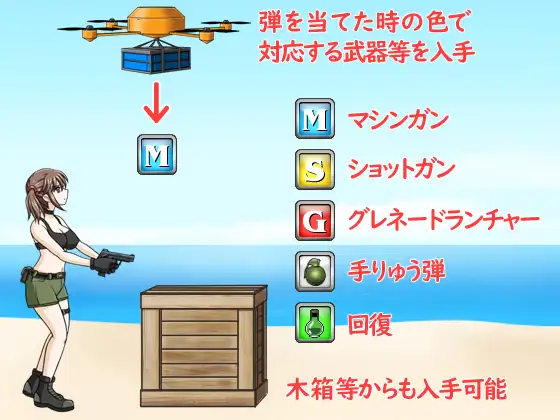 弾を当てた時の色で
対応する武器等を入手
M
M マシンガン
S ショットガン
G グレネードランチャー
手りゅう弾
回復
木箱等からも入手可能